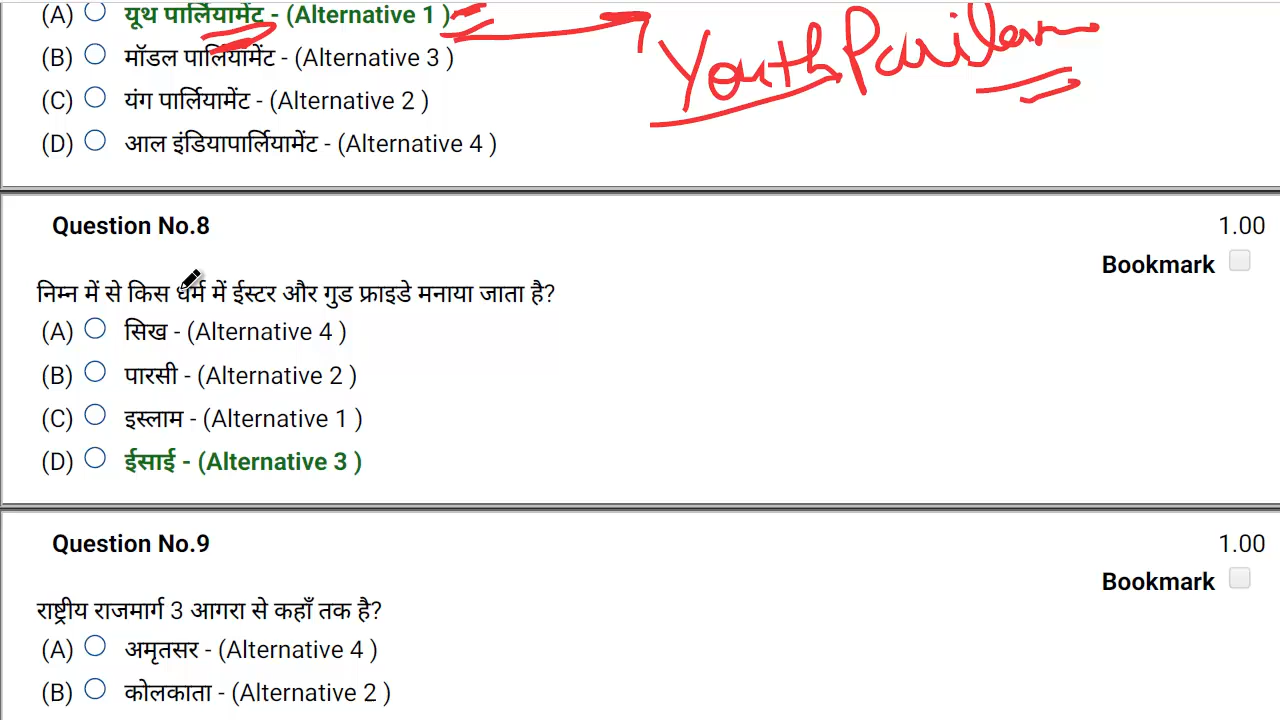 (A) यूथ पार्लियामेंट - (Alternative 1 )
Youth Parilam
(B) मॉडल पार्लियामेंट - (Alternative 3 )
(C) यंग पार्लियामेंट - (Alternative 2 )
(D) आल इंडियापार्लियामेंट - (Alternative 4 )
Question No.8 1.00
Bookmark
निम्न में से किस धर्म में ईस्टर और गुड फ्राइडे मनाया जाता है?
(A) सिख - (Alternative 4 )
(B) पारसी - (Alternative 2 )
(C) इस्लाम - (Alternative 1 )
(D) ईसाई - (Alternative 3 )
Question No.9 1.00
Bookmark
राष्ट्रीय राजमार्ग 3 आगरा से कहाँ तक है?
(A) अमृतसर - (Alternative 4 )
(B) कोलकाता - (Alternative 2 )